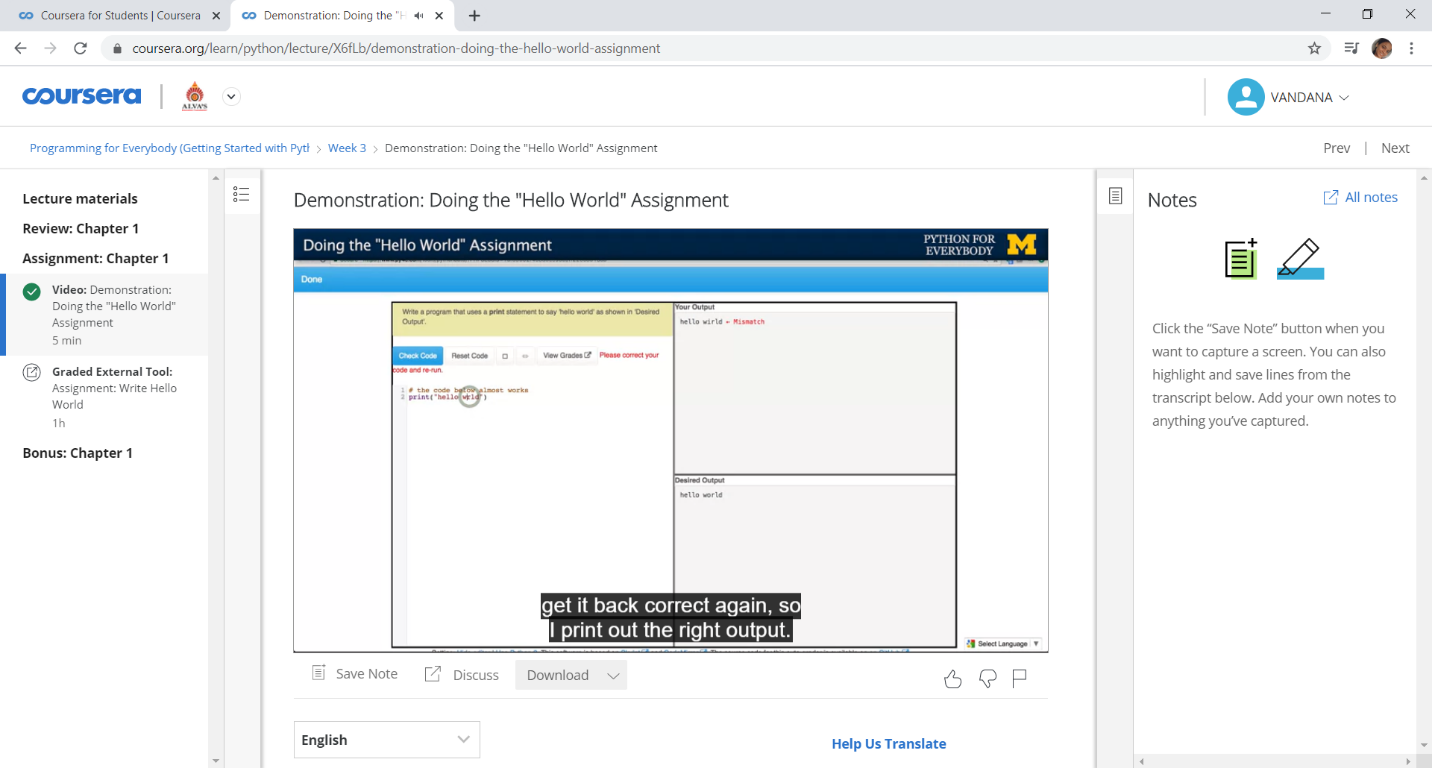 Coursera for Students | Coursera
Demonstration: Doing the "H
coursera.org/learn/python/lecture/X6fLb/demonstration-doing-the-hello-world-assignment
coursera
ALVA'S
VANDANA
Programming for Everybody (Getting Started with Pyth
Week 3
Demonstration: Doing the "Hello World" Assignment
Prev | Next
Lecture materials
Review: Chapter 1
Assignment: Chapter 1
Video: Demonstration:
Doing the "Hello World"
Assignment
5 min
Graded External Tool:
Assignment: Write Hello
World
1h
Bonus: Chapter 1
Demonstration: Doing the "Hello World" Assignment
Doing the "Hello World" Assignment
PYTHON FOR
EVERYBODY
M
Done
Write a program that uses a print statement to say 'hello world' as shown in 'Desired
Output'.
Check Code
Reset Code
View Grades
Please correct your
code and re-run.
1 # the code below almost works
2 print("hello wrld")
Your Output
hello wirld ← Mismatch
Desired Output
hello world
get it back correct again, so
I print out the right output.
Select Language
Save Note
Discuss
Download
English
Help Us Translate
Notes
All notes
Click the “Save Note” button when you
want to capture a screen. You can also
highlight and save lines from the
transcript below. Add your own notes to
anything you’ve captured.